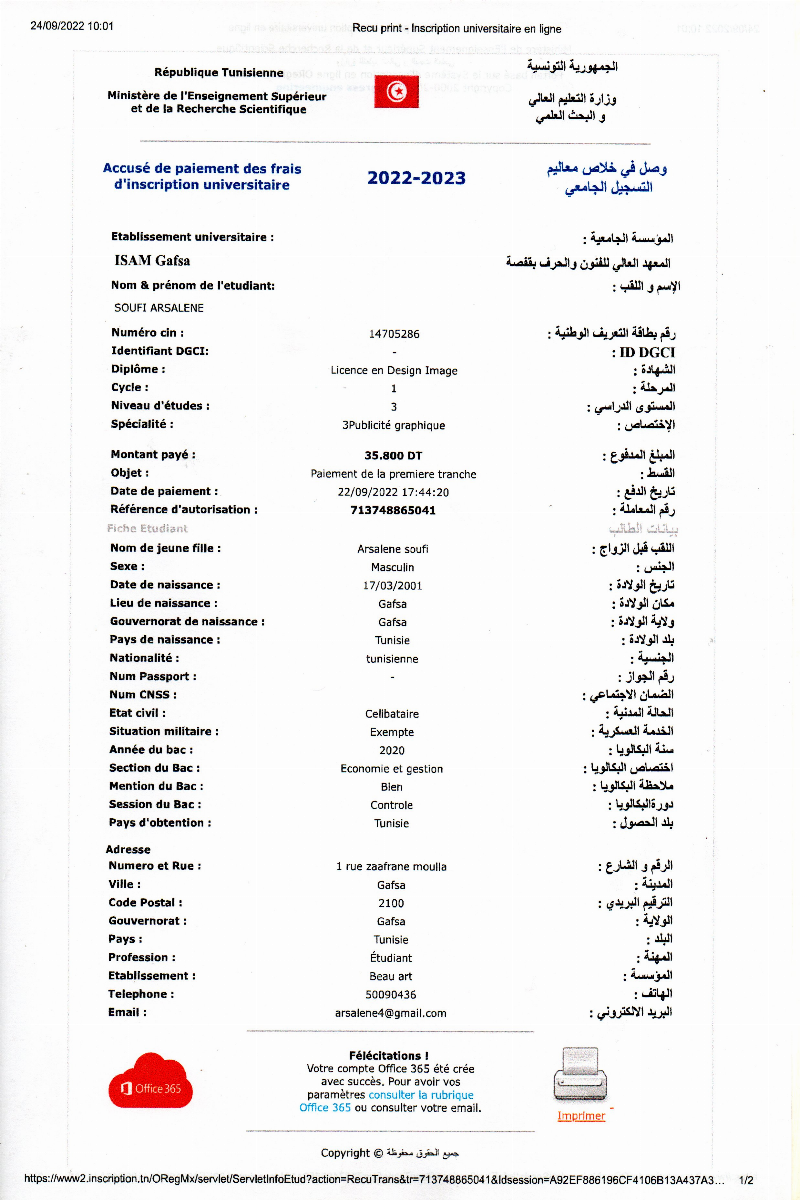 24/09/2022 10:01
Recu print - Inscription universitaire en ligne
République Tunisienne
الجمهورية التونسية
Ministère de l'Enseignement Supérieur
et de la Recherche Scientifique
وزارة التعليم العالي
و البحث العلمي
Accusé de paiement des frais
d'inscription universitaire
2022-2023
وصل في خلاص معاليم
التسجيل الجامعي
Etablissement universitaire :
المؤسسة الجامعية :
ISAM Gafsa
المعهد العالي للفنون والحرف بقفصة
Nom & prénom de l'etudiant:
الإسم و اللقب :
SOUFI ARSALENE
Numéro cin : 14705286 رقم بطاقة التعريف الوطنية :
Identifiant DGCI: - ID DGCI :
Diplôme : Licence en Design Image الشهادة :
Cycle : 1 المرحلة :
Niveau d'études : 3 المستوى الدراسي :
Spécialité : 3Publicité graphique الإختصاص :
Montant payé : 35.800 DT المبلغ المدفوع :
Objet : Paiement de la premiere tranche القسط :
Date de paiement : 22/09/2022 17:44:20 تاريخ الدفع :
Référence d'autorisation : 713748865041 رقم المعاملة :
Fiche Etudiant بيانات الطالب
Nom de jeune fille : Arsalene soufi اللقب قبل الزواج :
Sexe : Masculin الجنس :
Date de naissance : 17/03/2001 تاريخ الولادة :
Lieu de naissance : Gafsa مكان الولادة :
Gouvernorat de naissance : Gafsa ولاية الولادة :
Pays de naissance : Tunisie بلد الولادة :
Nationalité : tunisienne الجنسية :
Num Passport : - رقم الجواز :
Num CNSS : الضمان الاجتماعي :
Etat civil : Celibataire الحالة المدنية :
Situation militaire : Exempte الخدمة العسكرية :
Année du bac : 2020 سنة البكالوريا :
Section du Bac : Economie et gestion اختصاص البكالوريا :
Mention du Bac : Bien ملاحظة البكالوريا :
Session du Bac : Controle دورة البكالوريا :
Pays d'obtention : Tunisie بلد الحصول :
Adresse
Numero et Rue : 1 rue zaafrane moulla الرقم و الشارع :
Ville : Gafsa المدينة :
Code Postal : 2100 الترقيم البريدي :
Gouvernorat : Gafsa الولاية :
Pays : Tunisie البلد :
Profession : Étudiant المهنة :
Etablissement : Beau art المؤسسة :
Telephone : 50090436 الهاتف :
Email : arsalene4@gmail.com البريد الالكتروني :
Office 365
Félécitations !
Votre compte Office 365 été crée
avec succès. Pour avoir vos
paramètres consulter la rubrique
Office 365 ou consulter votre email.
Imprimer
Copyright © جميع الحقوق محفوظة
https://www2.inscription.tn/ORegMx/servlet/ServletInfoEtud?action=RecuTrans&tr=713748865041&Idsession=A92EF886196CF4106B13A437A3... 1/2